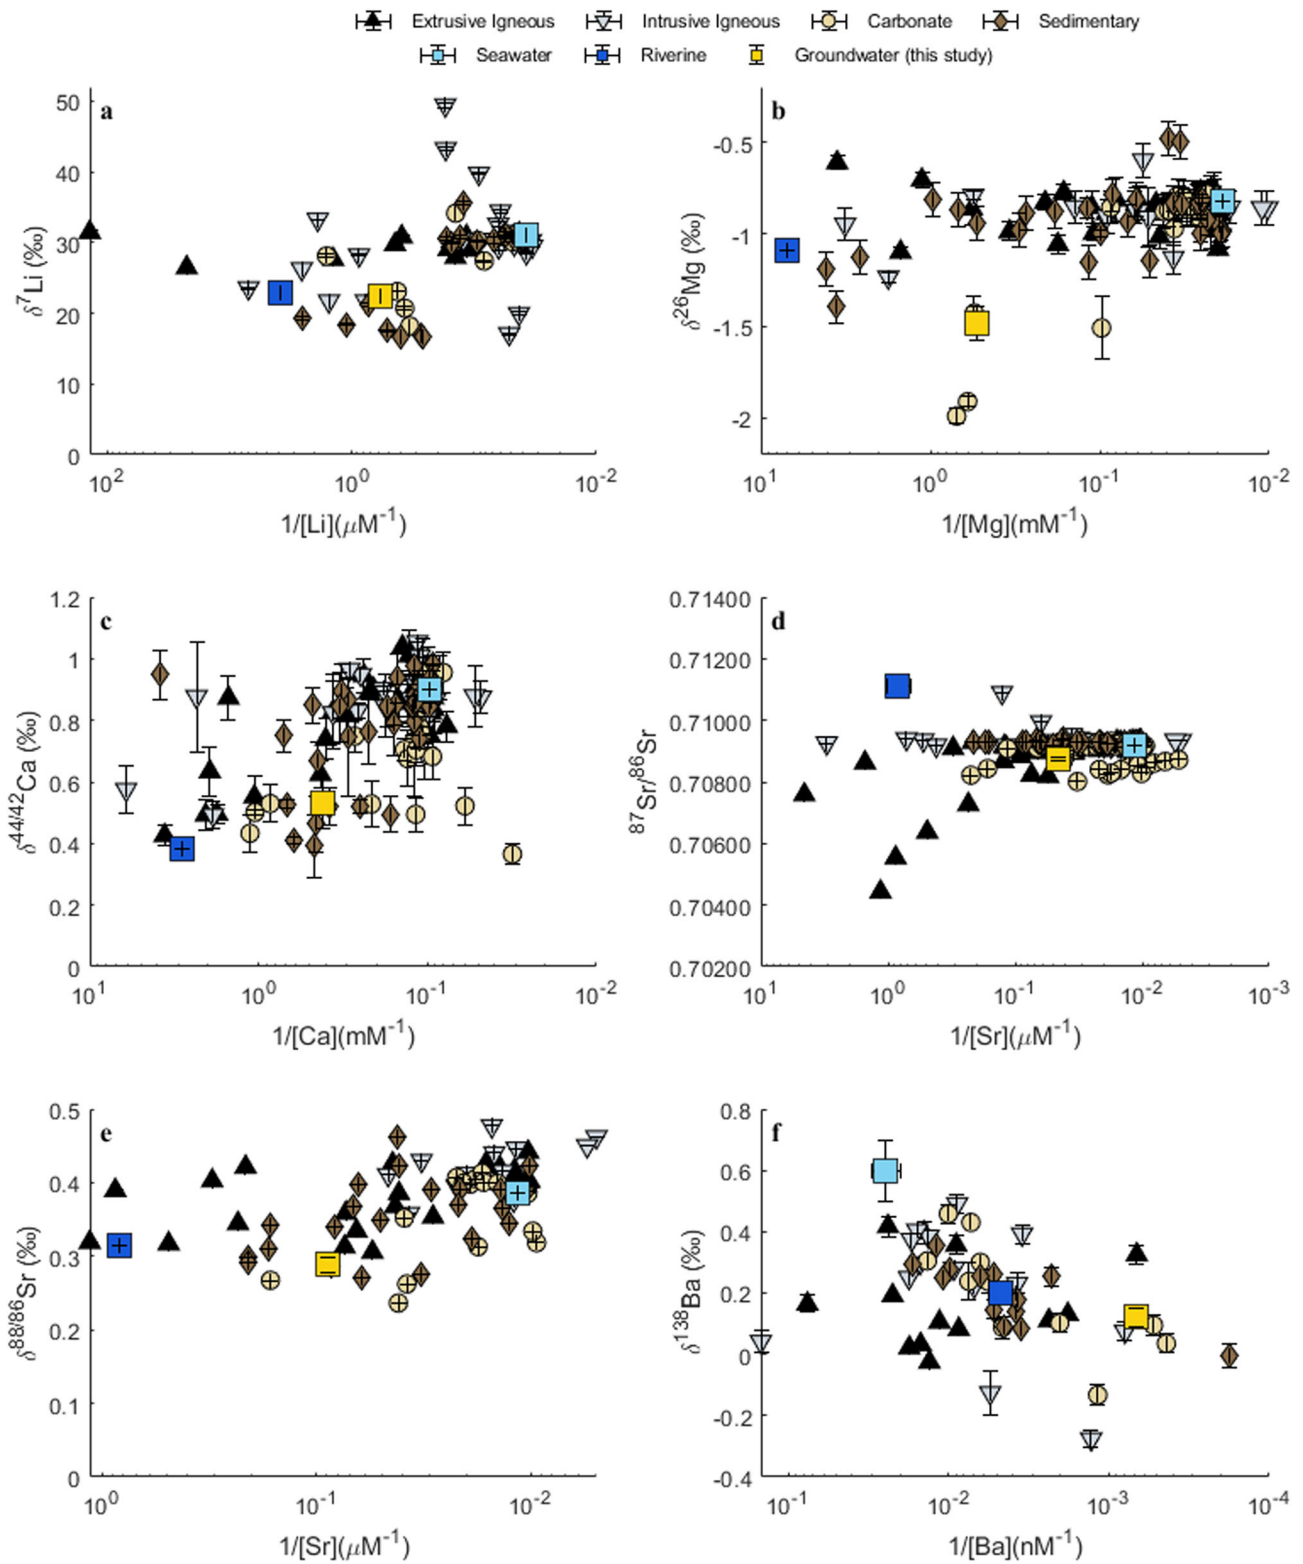 Extrusive Igneous Intrusive Igneous Carbonate Sedimentary
Seawater Riverine Groundwater (this study)
a
50
40
30
20
10
0
10² 10⁰ 10⁻²
δ⁷Li (‰)
1/[Li](μM⁻¹)
b
-0.5
-1
-1.5
-2
10¹ 10⁰ 10⁻¹ 10⁻²
δ²⁶Mg (‰)
1/[Mg](mM⁻¹)
c
1.2
1
0.8
0.6
0.4
0.2
0
10¹ 10⁰ 10⁻¹ 10⁻²
δ⁴⁴/⁴²Ca (‰)
1/[Ca](mM⁻¹)
d
0.71400
0.71200
0.71000
0.70800
0.70600
0.70400
0.70200
10¹ 10⁰ 10⁻¹ 10⁻² 10⁻³
⁸⁷Sr/⁸⁶Sr
1/[Sr](μM⁻¹)
e
0.5
0.4
0.3
0.2
0.1
0
10⁰ 10⁻¹ 10⁻²
δ⁸⁸/⁸⁶Sr (‰)
1/[Sr](μM⁻¹)
f
0.8
0.6
0.4
0.2
0
-0.2
-0.4
10⁻¹ 10⁻² 10⁻³ 10⁻⁴
δ¹³⁸Ba (‰)
1/[Ba](nM⁻¹)